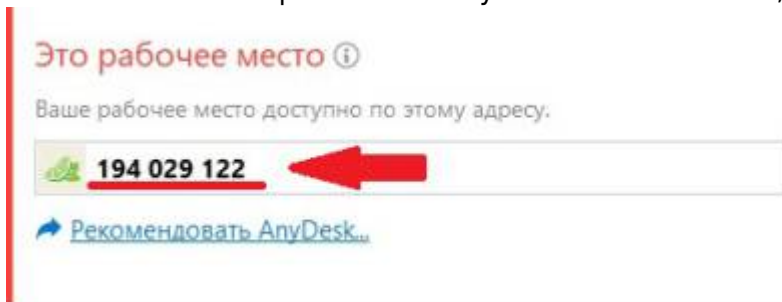 Это рабочее место
Ваше рабочее место доступно по этому адресу.
194 029 122
Рекомендовать AnyDesk...